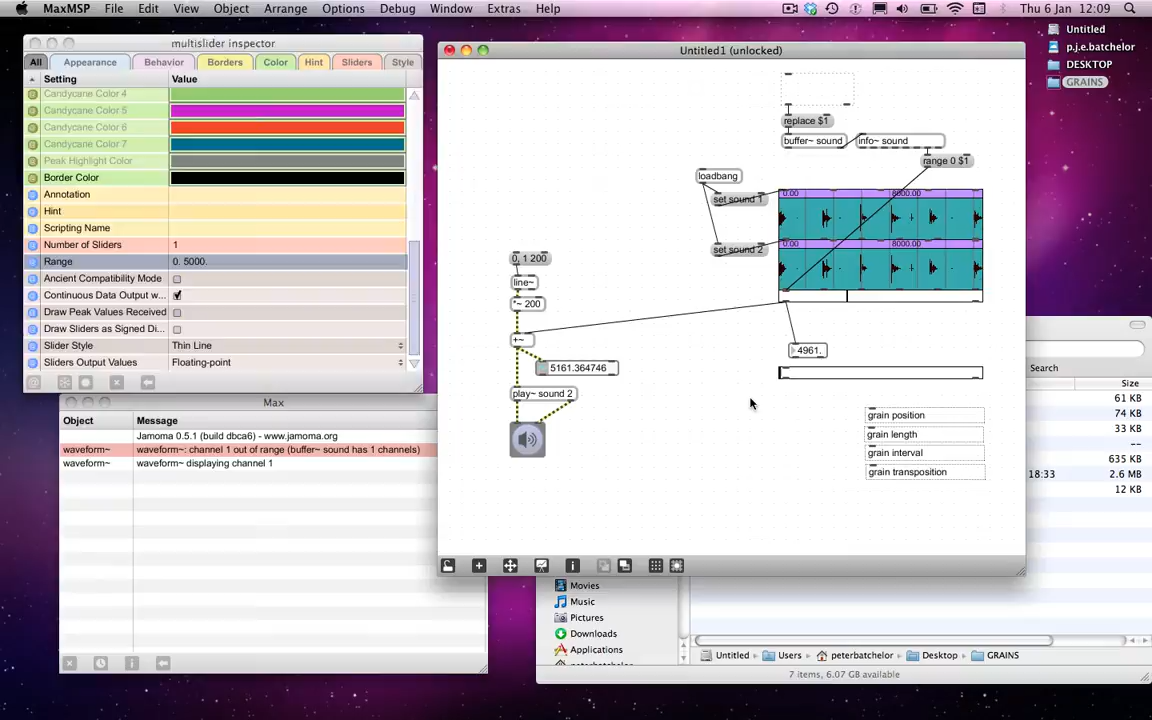 MaxMSP File Edit View Object Arrange Options Debug Window Extras Help
Thu 6 Jan 12:09
multislider inspector
All Appearance Behavior Borders Color Hint Sliders Style
Setting Value
Candycane Color 4
Candycane Color 5
Candycane Color 6
Candycane Color 7
Peak Highlight Color
Border Color
Annotation
Hint
Scripting Name
Number of Sliders 1
Range 0. 5000.
Ancient Compatibility Mode
Continuous Data Output w...
Draw Peak Values Received
Draw Sliders as Signed Di...
Slider Style Thin Line
Sliders Output Values Floating-point
Max
Object Message
Jamoma 0.5.1 (build dbca6) - www.jamoma.org
waveform~ waveform~: channel 1 out of range (buffer~ sound has 1 channels)
waveform~ waveform~ displaying channel 1
Untitled1 (unlocked)
replace $1
buffer~ sound
info~ sound
range 0 $1
loadbang
set sound 1
set sound 2
0.00 8000.00
0.00 8000.00
0, 1 200
line~
*~ 200
+~
5161.364746
play~ sound 2
4961.
grain position
grain length
grain interval
grain transposition
Untitled
p.j.e.batchelor
DESKTOP
GRAINS
Search
Size
61 KB
74 KB
33 KB
--
635 KB
18:33 2.6 MB
12 KB
Movies
Music
Pictures
Downloads
Applications
peterbatchelor
Untitled Users peterbatchelor Desktop GRAINS
7 items, 6.07 GB available